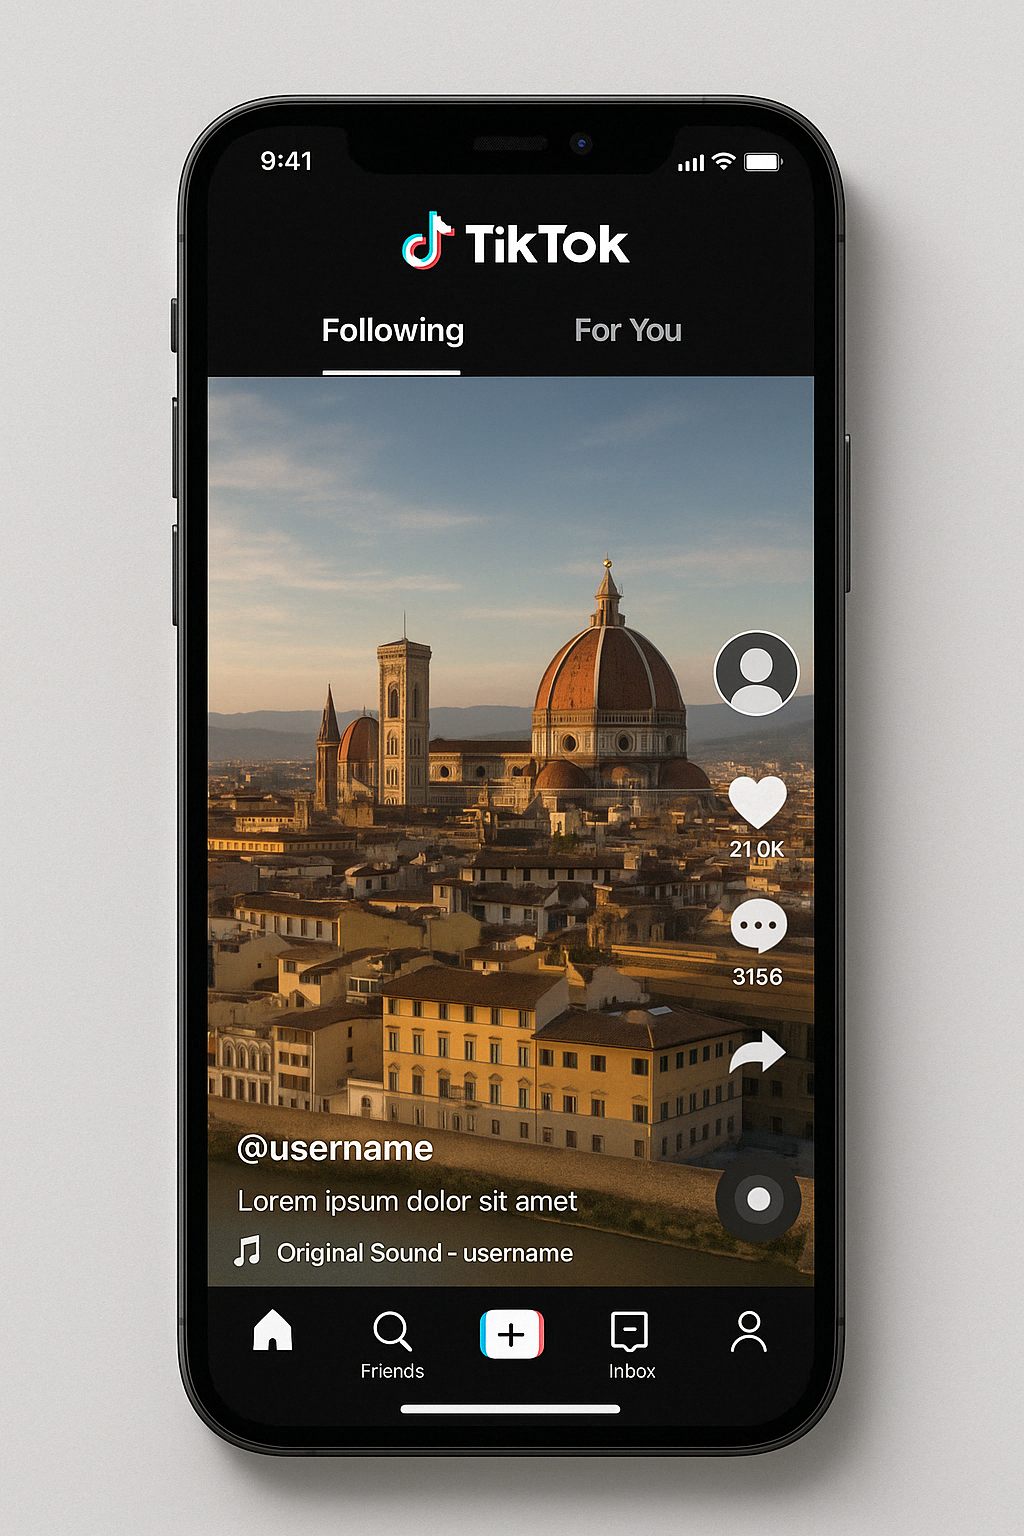 9:41
TikTok
Following For You
21 0K
3156
@username
Lorem ipsum dolor sit amet
Original Sound - username
Friends Inbox